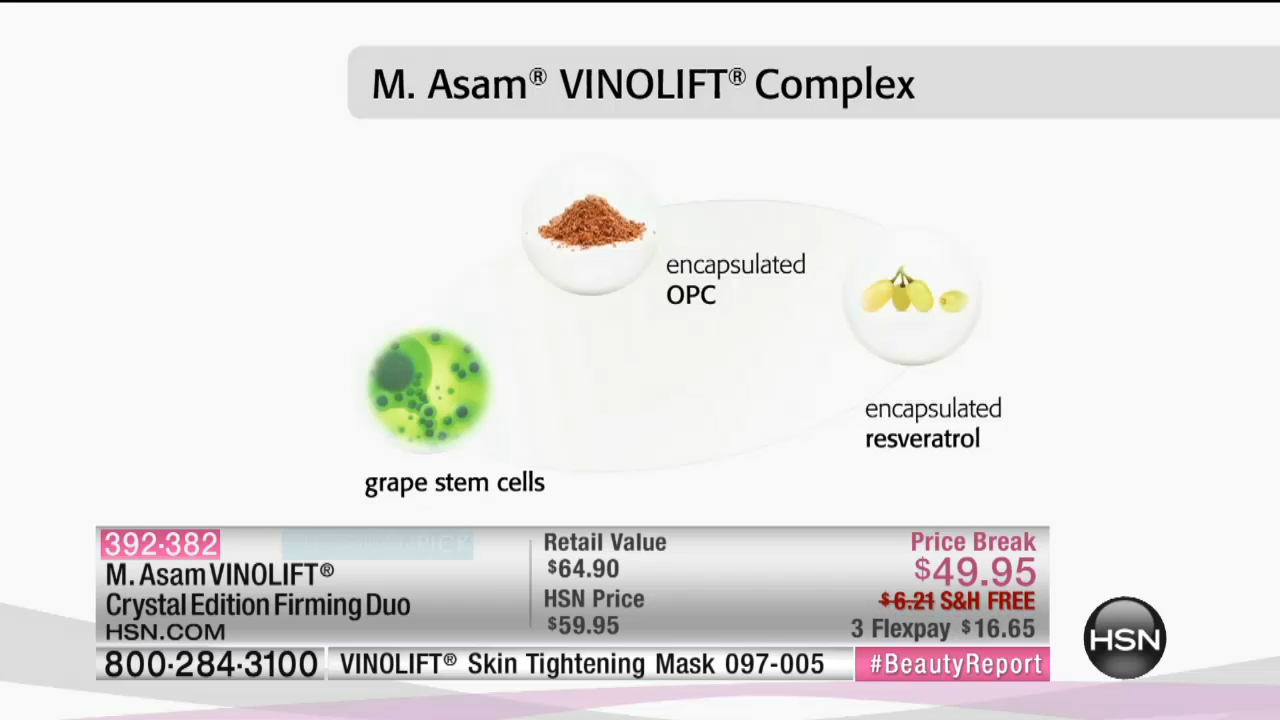 M. Asam® VINOLIFT® Complex
encapsulated
OPC
encapsulated
resveratrol
grape stem cells
392·382
M. Asam VINOLIFT®
Crystal Edition Firming Duo
HSN.COM
Retail Value
$64.90
HSN Price
$59.95
Price Break
$49.95
$6.21 S&H FREE
3 Flexpay $16.65
HSN
800·284·3100
VINOLIFT® Skin Tightening Mask 097-005
#BeautyReport